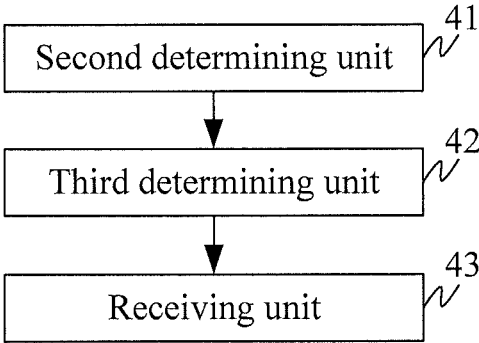 41
Second determining unit
42
Third determining unit
43
Receiving unit